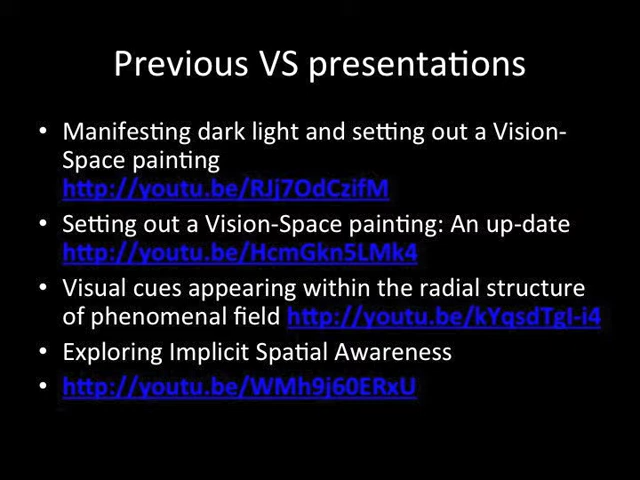 Previous VS presentations
• Manifesting dark light and setting out a Vision-
Space painting
http://youtu.be/RJj7OdCzifM
• Setting out a Vision-Space painting: An up-date
http://youtu.be/HcmGkn5LMk4
• Visual cues appearing within the radial structure
of phenomenal field http://youtu.be/kYqsdTgI-i4
• Exploring Implicit Spatial Awareness
• http://youtu.be/WMh9j60ERxU